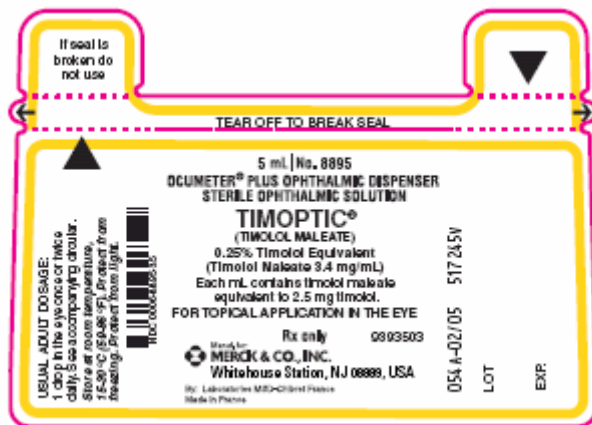 If seal is
broken do
not use
TEAR OFF TO BREAK SEAL
5 mL | No. 8895
OCUMETER® PLUS OPHTHALMIC DISPENSER
STERILE OPHTHALMIC SOLUTION
TIMOPTIC®
(TIMOLOL MALEATE)
0.25% Timolol Equivalent
(Timolol Maleate 3.4 mg/mL)
Each mL contains timolol maleate
equivalent to 2.5 mg timolol.
FOR TOPICAL APPLICATION IN THE EYE
Rx only 9393503
MERCK & CO., INC.
Whitehouse Station, NJ 08889, USA
By: Laboratories
Made in France
USUAL ADULT DOSAGE:
1 drop in the eye once or twice
daily. See accompanying circular.
Store at room temperature,
15-30°C (59-86°F). Protect from
freezing. Protect from light.
054 A-02/05 517245V
LOT
EXP.